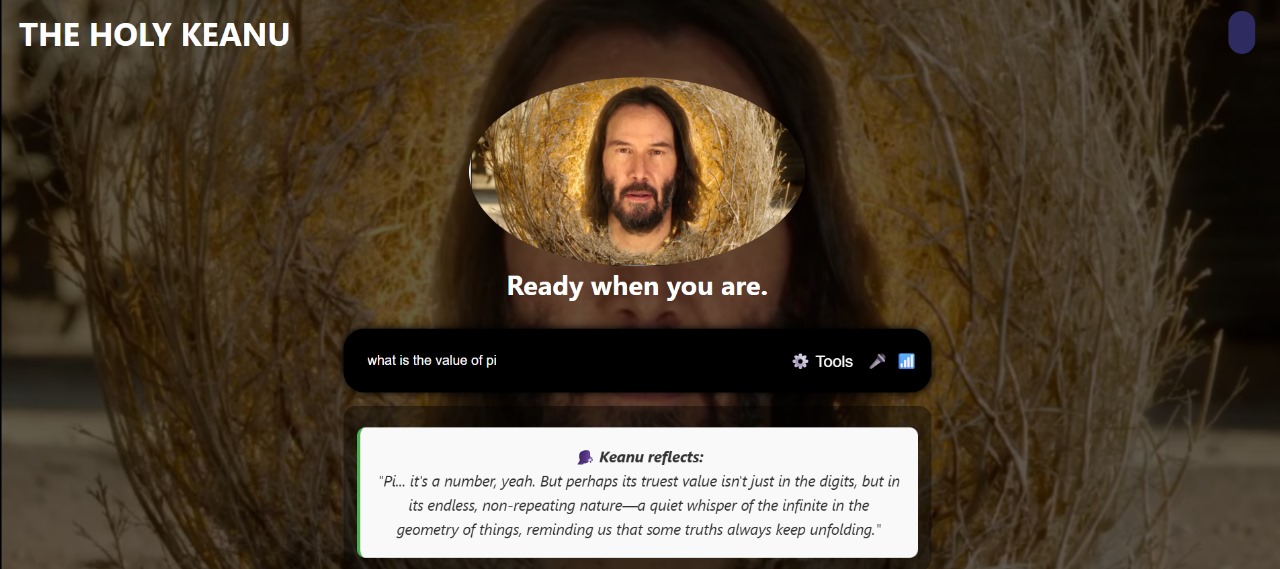 THE HOLY KEANU
Ready when you are.
what is the value of pi
Tools
Keanu reflects:
"Pi... it's a number, yeah. But perhaps its truest value isn't just in the digits, but in
its endless, non-repeating nature—a quiet whisper of the infinite in the
geometry of things, reminding us that some truths always keep unfolding."